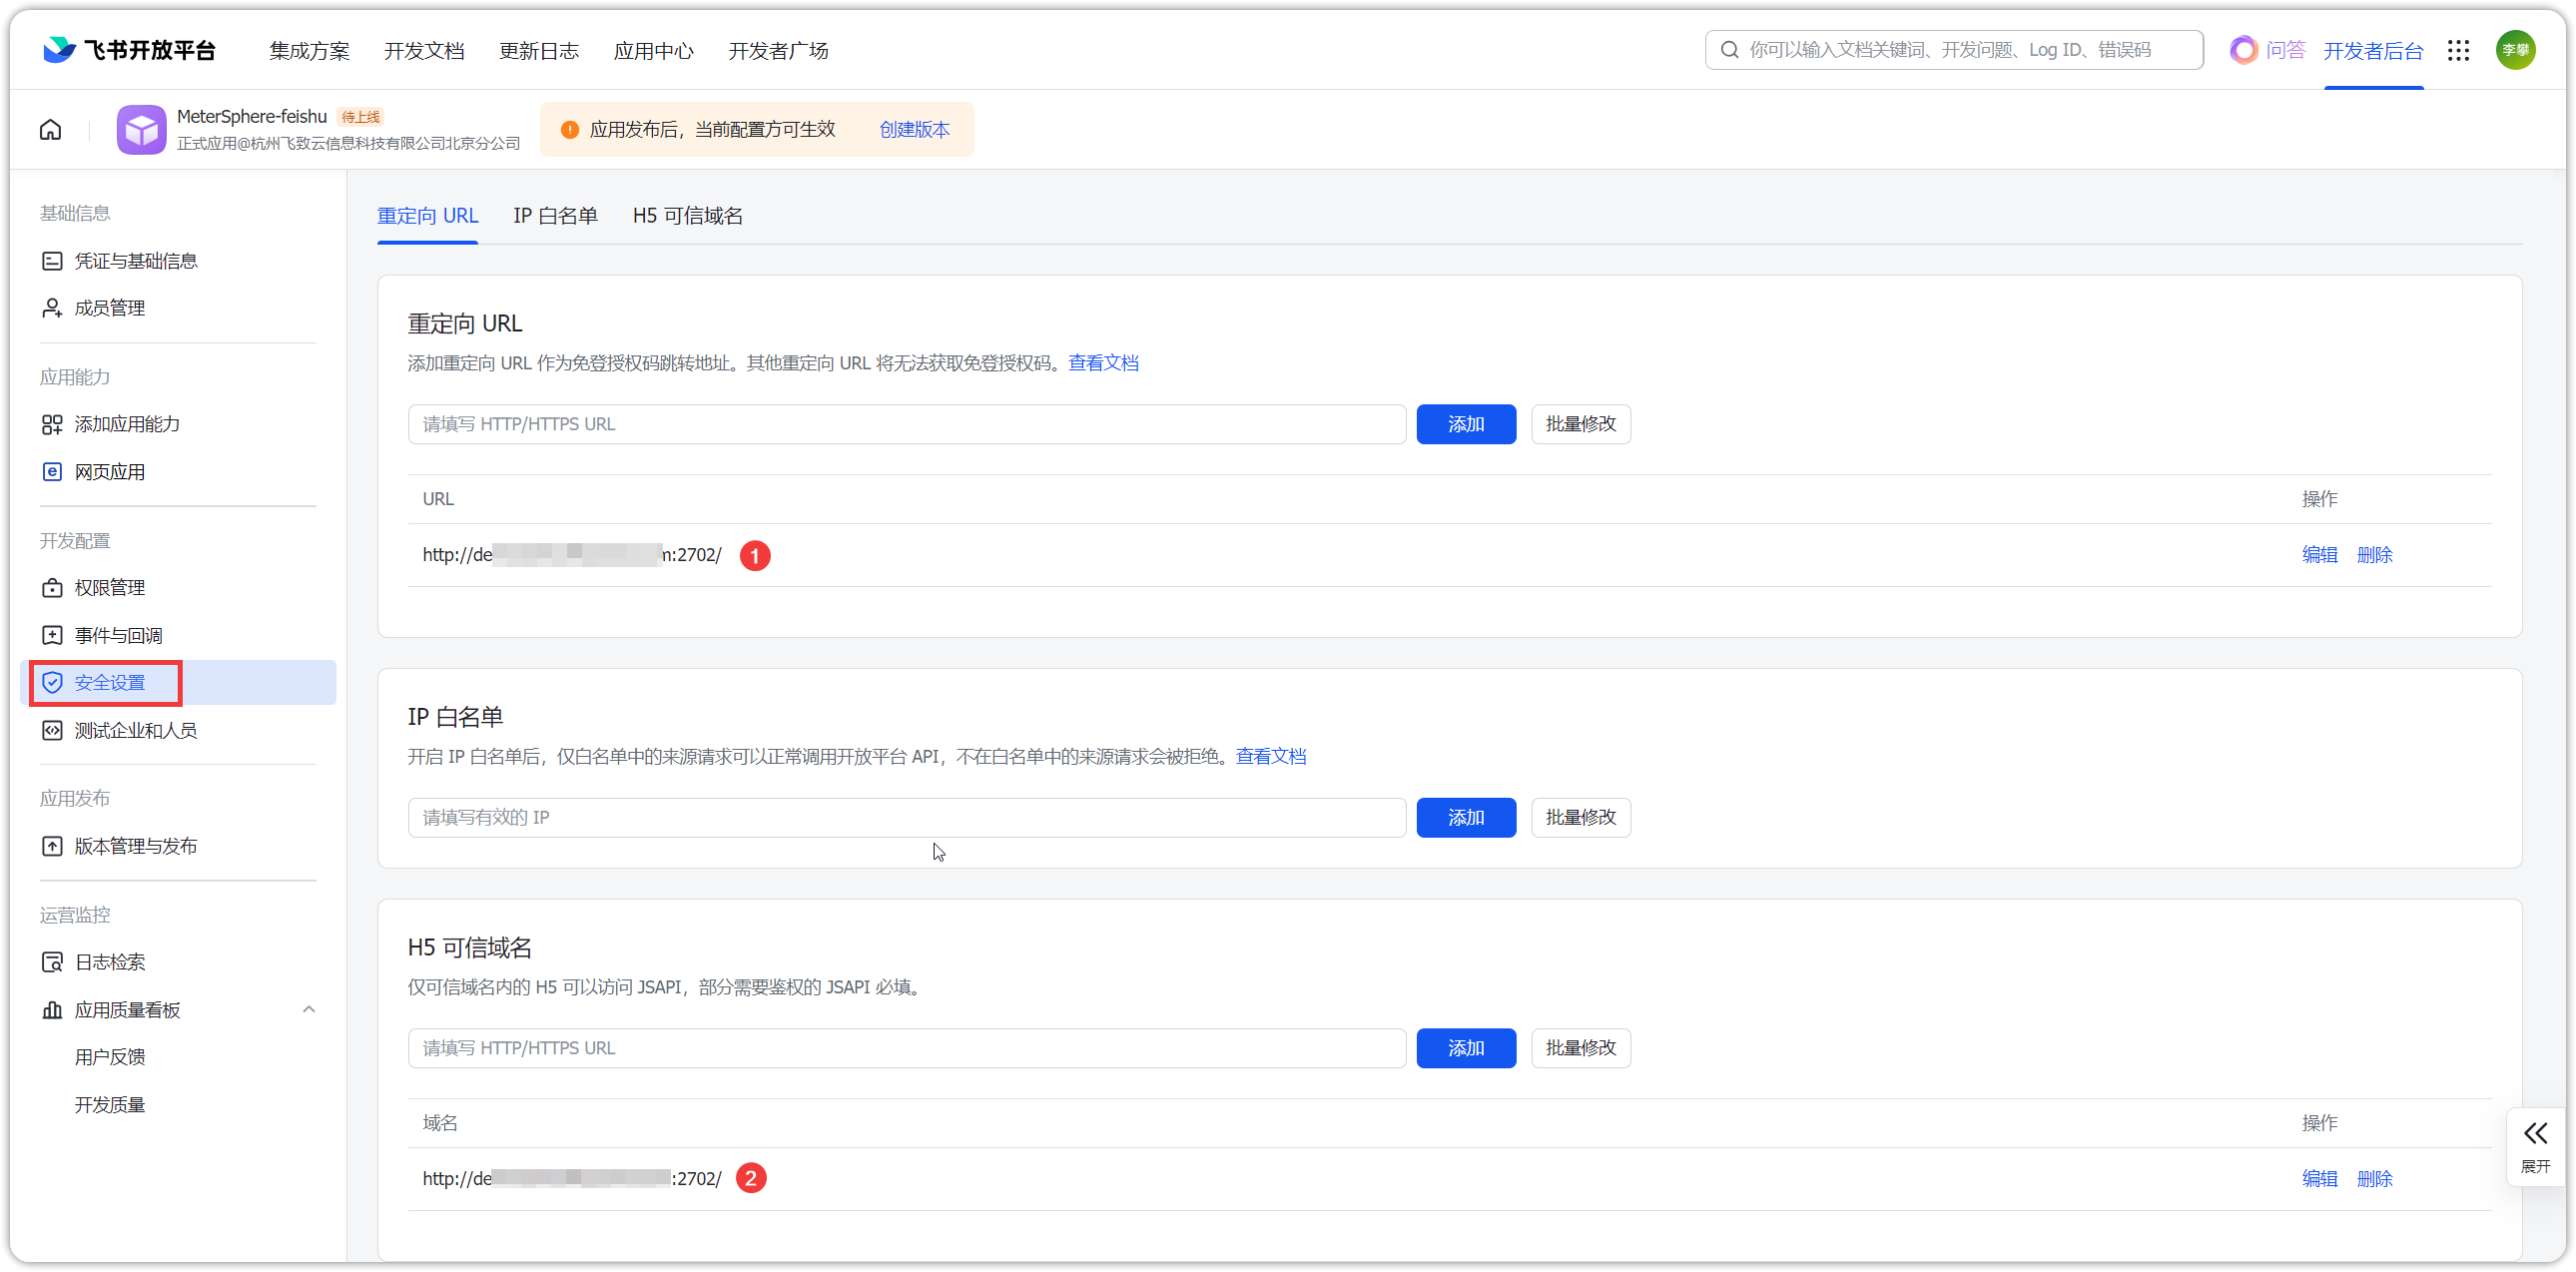 飞书开放平台
集成方案 开发文档 更新日志 应用中心 开发者广场
你可以输入文档关键词、开发问题、Log ID、错误码
问答
开发者后台
李攀
MeterSphere-feishu 待上线
正式应用@杭州飞致云信息科技有限公司北京分公司
应用发布后，当前配置方可生效 创建版本
基础信息
凭证与基础信息
成员管理
应用能力
添加应用能力
网页应用
开发配置
权限管理
事件与回调
安全设置
测试企业和人员
应用发布
版本管理与发布
运营监控
日志检索
应用质量看板
用户反馈
开发质量
重定向 URL IP 白名单 H5 可信域名
重定向 URL
添加重定向 URL 作为免登授权码跳转地址。其他重定向 URL 将无法获取免登授权码。查看文档
请填写 HTTP/HTTPS URL 添加 批量修改
URL 操作
http://de m:2702/ 1 编辑 删除
IP 白名单
开启 IP 白名单后，仅白名单中的来源请求可以正常调用开放平台 API，不在白名单中的来源请求会被拒绝。查看文档
请填写有效的 IP 添加 批量修改
H5 可信域名
仅可信域名内的 H5 可以访问 JSAPI，部分需要鉴权的 JSAPI 必填。
请填写 HTTP/HTTPS URL 添加 批量修改
域名 操作
http://de :2702/ 2 编辑 删除
展开